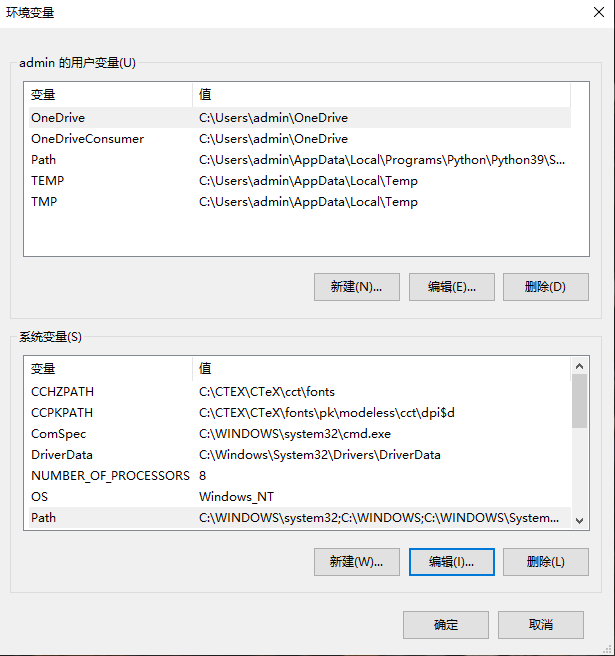 环境变量
admin 的用户变量(U)
变量 值
OneDrive C:\Users\admin\OneDrive
OneDriveConsumer C:\Users\admin\OneDrive
Path C:\Users\admin\AppData\Local\Programs\Python\Python39\S...
TEMP C:\Users\admin\AppData\Local\Temp
TMP C:\Users\admin\AppData\Local\Temp
新建(N)... 编辑(E)... 删除(D)
系统变量(S)
变量 值
CCHZPATH C:\CTEX\CTeX\cct\fonts
CCPKPATH C:\CTEX\CTeX\fonts\pk\modeless\cct\dpi$d
ComSpec C:\WINDOWS\system32\cmd.exe
DriverData C:\Windows\System32\Drivers\DriverData
NUMBER_OF_PROCESSORS 8
OS Windows_NT
Path C:\WINDOWS\system32;C:\WINDOWS;C:\WINDOWS\System...
新建(W)... 编辑(I)... 删除(L)
确定 取消